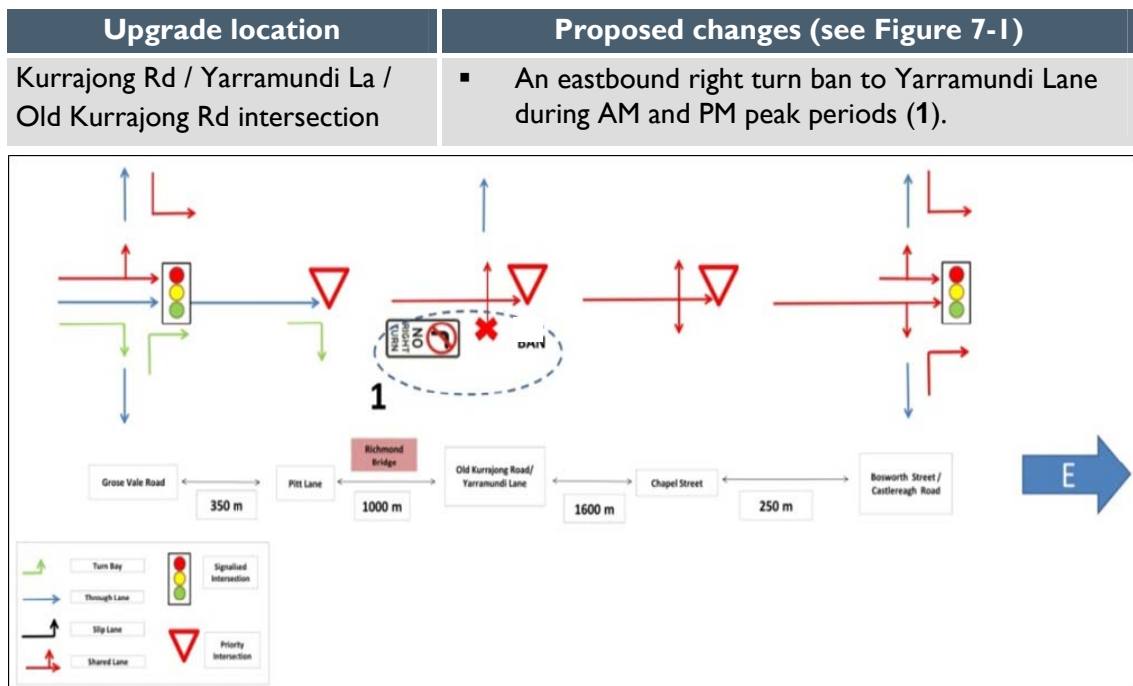 Upgrade location
Proposed changes (see Figure 7-1)
Kurrajong Rd / Yarramundi La /
Old Kurrajong Rd intersection
▪ An eastbound right turn ban to Yarramundi Lane
during AM and PM peak periods (1).
NO
RIGHT
TURN
BAN
1
Richmond
Bridge
Grose Vale Road
Pitt Lane
Old Kurrajong Road/
Yarramundi Lane
Chapel Street
Bosworth Street /
Castlereagh Road
E
350 m
1000 m
1600 m
250 m
Turn Bay
Through Lane
Slip Lane
Shared Lane
Signalised
Intersection
Priority
Intersection